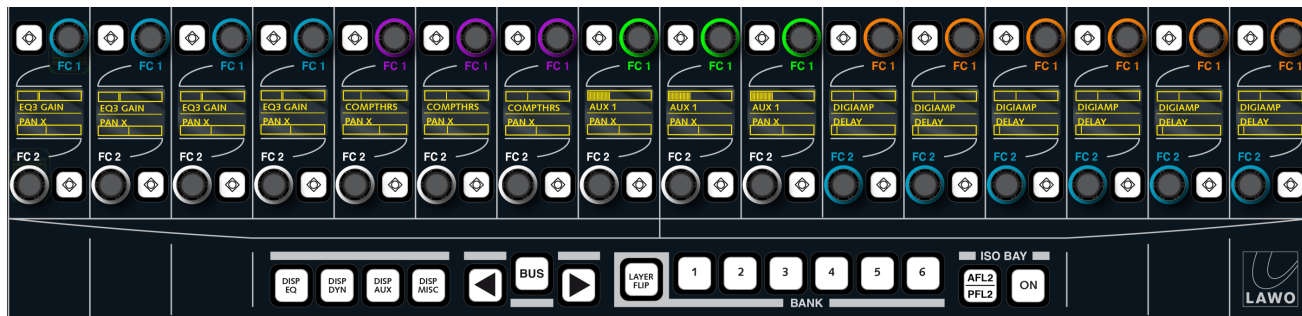 FC 1 FC 1 FC 1 FC 1 FC 1 FC 1 FC 1 FC 1 FC 1 FC 1 FC 1 FC 1 FC 1 FC 1 FC 1 FC 1
EQ3 GAIN EQ3 GAIN EQ3 GAIN EQ3 GAIN COMPTHRS COMPTHRS COMPTHRS AUX 1 AUX 1 AUX 1 DIGIAMP DIGIAMP DIGIAMP DIGIAMP DIGIAMP DIGIAMP
PAN X PAN X PAN X PAN X PAN X PAN X PAN X PAN X PAN X PAN X DELAY DELAY DELAY DELAY DELAY DELAY
FC 2 FC 2 FC 2 FC 2 FC 2 FC 2 FC 2 FC 2 FC 2 FC 2 FC 2 FC 2 FC 2 FC 2 FC 2 FC 2
DISP
EQ
DISP
DYN
DISP
AUX
DISP
MISC
BUS
LAYER
FLIP
1 2 3 4 5 6
BANK
ISO BAY
AFL2
PFL2
ON
LAWO